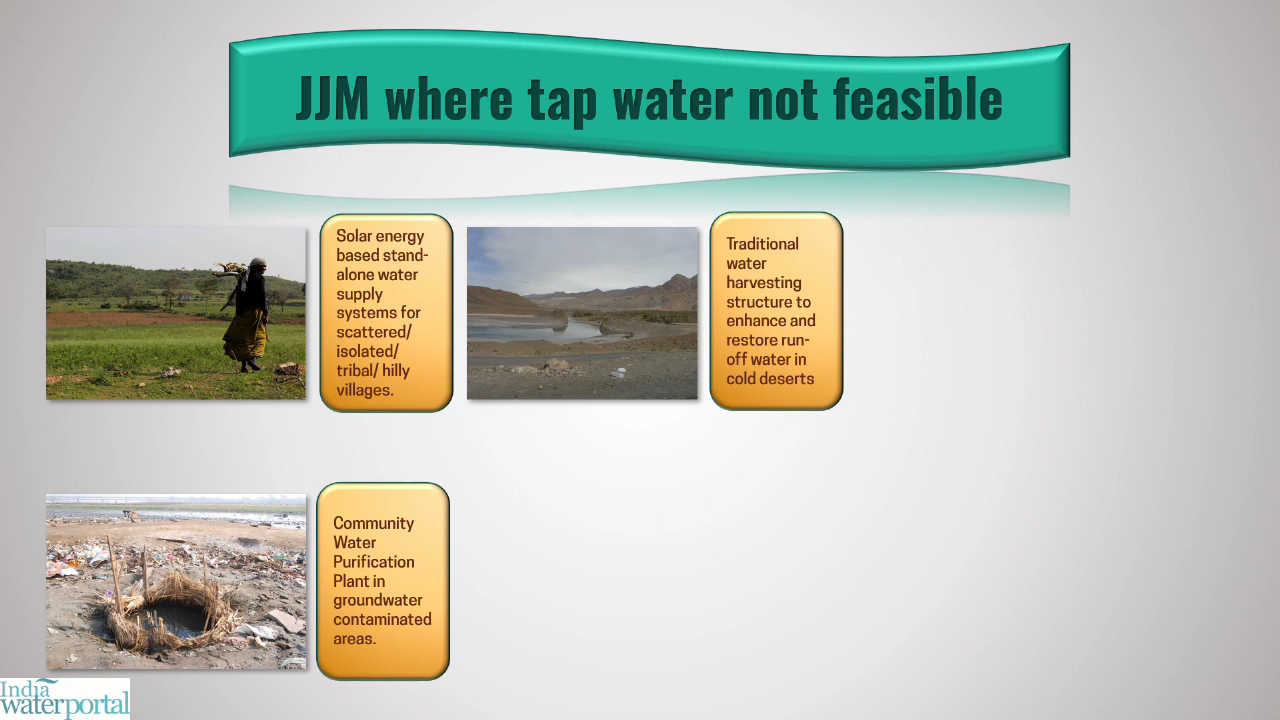 JJM where tap water not feasible
Solar energy
based stand-
alone water
supply
systems for
scattered/
isolated/
tribal/ hilly
villages.
Traditional
water
harvesting
structure to
enhance and
restore run-
off water in
cold deserts
Community
Water
Purification
Plant in
groundwater
contaminated
areas.
India
waterportal